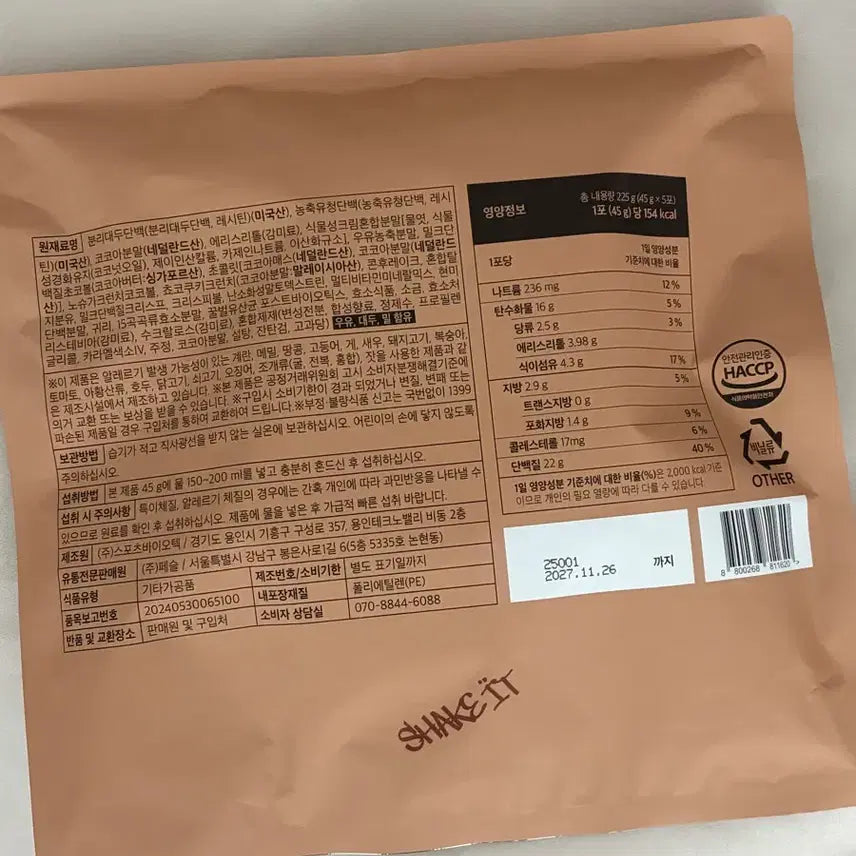 원재료명 분리대두단백(분리대두단백, 레시틴)(미국산), 농축유청단백(농축유청단백, 레시
틴)(미국산), 코코아분말(네덜란드산), 에리스리톨(감미료), 식물성크림혼합분말[물엿, 식물
성경화유지(코코넛오일), 제이인산칼륨, 카제인나트륨, 이산화규소], 우유농축분말, 밀크단
백질초코볼(코코아버터:싱가포르산), 초콜릿[코코아매스(네덜란드산), 코코아분말(네덜란드
산)], 노슈가크런치코코볼, 초코쿠키크런치(코코아분말:말레이시아산), 콘후레이크, 혼합탈
지분유, 밀크단백질크리스프, 크리스피볼, 난소화성말토덱스트린, 멀티비타민미네랄믹스, 현미
단백분말, 귀리, 15곡곡류효소분말, 꿀벌유산균 포스트바이오틱스, 효소식품, 소금, 효소처
리스테비아(감미료), 수크랄로스(감미료), 혼합제제(변성전분, 합성향료, 정제수, 프로필렌
글리콜, 카라멜색소IV, 주정, 코코아분말, 설탕, 잔탄검, 고과당) 우유, 대두, 밀 함유
※이 제품은 알레르기 발생 가능성이 있는 계란, 메밀, 땅콩, 고등어, 게, 새우, 돼지고기, 복숭아,
토마토, 아황산류, 호두, 닭고기, 쇠고기, 오징어, 조개류(굴, 전복, 홍합), 잣을 사용한 제품과 같
은 제조시설에서 제조하고 있습니다. ※본 제품은 공정거래위원회 고시 소비자분쟁해결기준에
의거 교환 또는 보상을 받을 수 있습니다. ※구입시 소비기한이 경과 되었거나 변질, 변패 또는
파손된 제품일 경우 구입처를 통하여 교환하여 드립니다.※부정·불량식품 신고는 국번없이 1399
보관방법 습기가 적고 직사광선을 받지 않는 실온에 보관하십시오. 어린이의 손에 닿지 않도록
주의하십시오.
섭취방법 본 제품 45 g에 물 150~200 ml를 넣고 충분히 흔드신 후 섭취하십시오.
섭취 시 주의사항 특이체질, 알레르기 체질의 경우에는 간혹 개인에 따라 과민반응을 나타낼 수
있으므로 원료를 확인 후 섭취하십시오. 제품에 물을 넣은 후 가급적 빠른 섭취 바랍니다.
제조원 (주)스포츠바이오텍 / 경기도 용인시 기흥구 구성로 357, 용인테크노밸리 비동 2층
유통전문판매원 (주)페슬 / 서울특별시 강남구 봉은사로1길 6(5층 5335호 논현동)
식품유형 기타가공품 제조번호/소비기한 별도 표기일까지
품목보고번호 20240530065100 내포장재질 폴리에틸렌(PE)
반품 및 교환장소 판매원 및 구입처 소비자 상담실 070-8844-6088
영양정보
총 내용량 225 g (45 g × 5포)
1포 (45 g) 당 154 kcal
1포당 1일 영양성분
기준치에 대한 비율
나트륨 236 mg 12 %
탄수화물 16 g 5 %
당류 2.5 g 3 %
에리스리톨 3.98 g
식이섬유 4.3 g 17 %
지방 2.9 g 5 %
트랜스지방 0 g
포화지방 1.4 g 9 %
콜레스테롤 17mg 6 %
단백질 22 g 40 %
1일 영양성분 기준치에 대한 비율(%)은 2,000 kcal 기준
이므로 개인의 필요 열량에 따라 다를 수 있습니다.
안전관리인증
HACCP
식품의약품안전처
비닐류
OTHER
25001
2027.11.26 까지
8 800268 811620
SHAKE ÏT